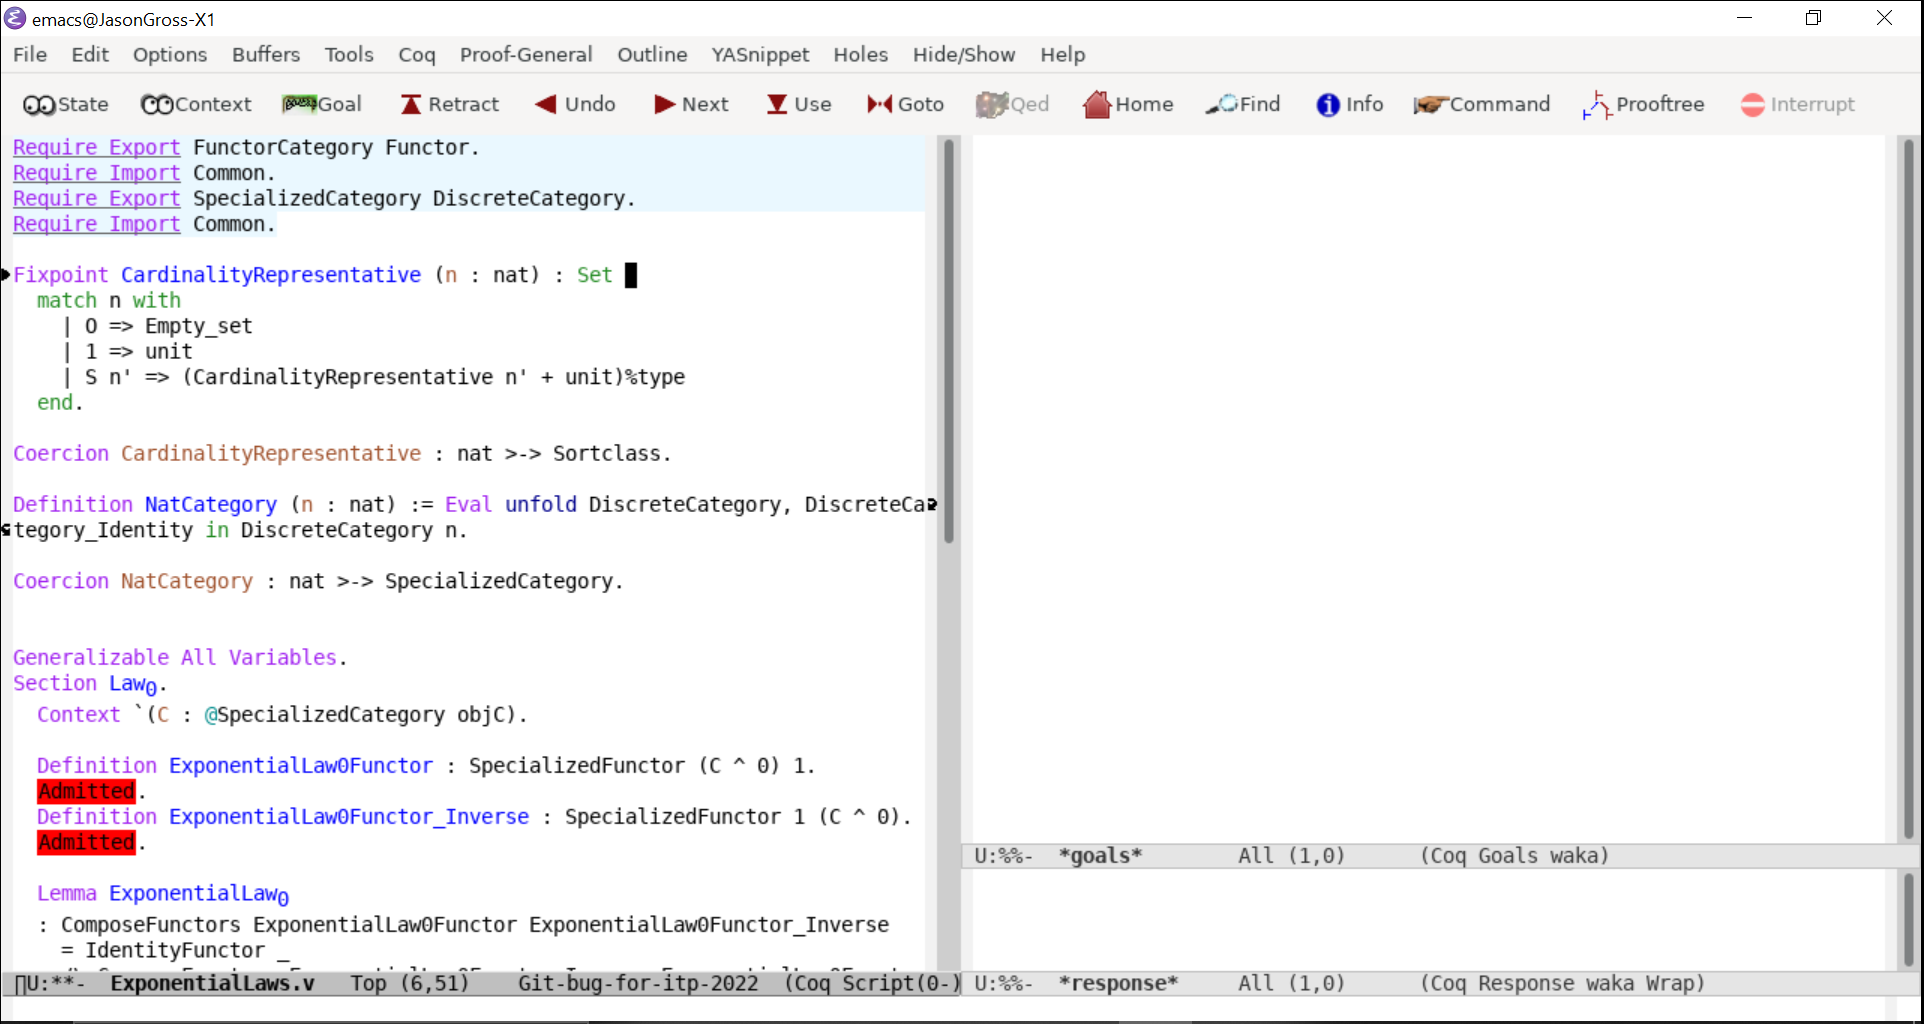 emacs@JasonGross-X1
File Edit Options Buffers Tools Coq Proof-General Outline YASnippet Holes Hide/Show Help
State Context Goal Retract Undo Next Use Goto Qed Home Find Info Command Prooftree Interrupt
Require Export FunctorCategory Functor.
Require Import Common.
Require Export SpecializedCategory DiscreteCategory.
Require Import Common.
Fixpoint CardinalityRepresentative (n : nat) : Set
  match n with
    | O => Empty_set
    | 1 => unit
    | S n' => (CardinalityRepresentative n' + unit)%type
  end.
Coercion CardinalityRepresentative : nat >-> Sortclass.
Definition NatCategory (n : nat) := Eval unfold DiscreteCategory, DiscreteCa
tegory_Identity in DiscreteCategory n.
Coercion NatCategory : nat >-> SpecializedCategory.
Generalizable All Variables.
Section Law0.
  Context `(C : @SpecializedCategory objC).
  Definition ExponentialLaw0Functor : SpecializedFunctor (C ^ 0) 1.
  Admitted.
  Definition ExponentialLaw0Functor_Inverse : SpecializedFunctor 1 (C ^ 0).
  Admitted.
  Lemma ExponentialLaw0
  : ComposeFunctors ExponentialLaw0Functor ExponentialLaw0Functor_Inverse
    = IdentityFunctor _
U:**-  ExponentialLaws.v   Top (6,51)   Git-bug-for-itp-2022  (Coq Script(0-)
U:%%-  *goals*        All (1,0)      (Coq Goals waka)
U:%%-  *response*     All (1,0)      (Coq Response waka Wrap)